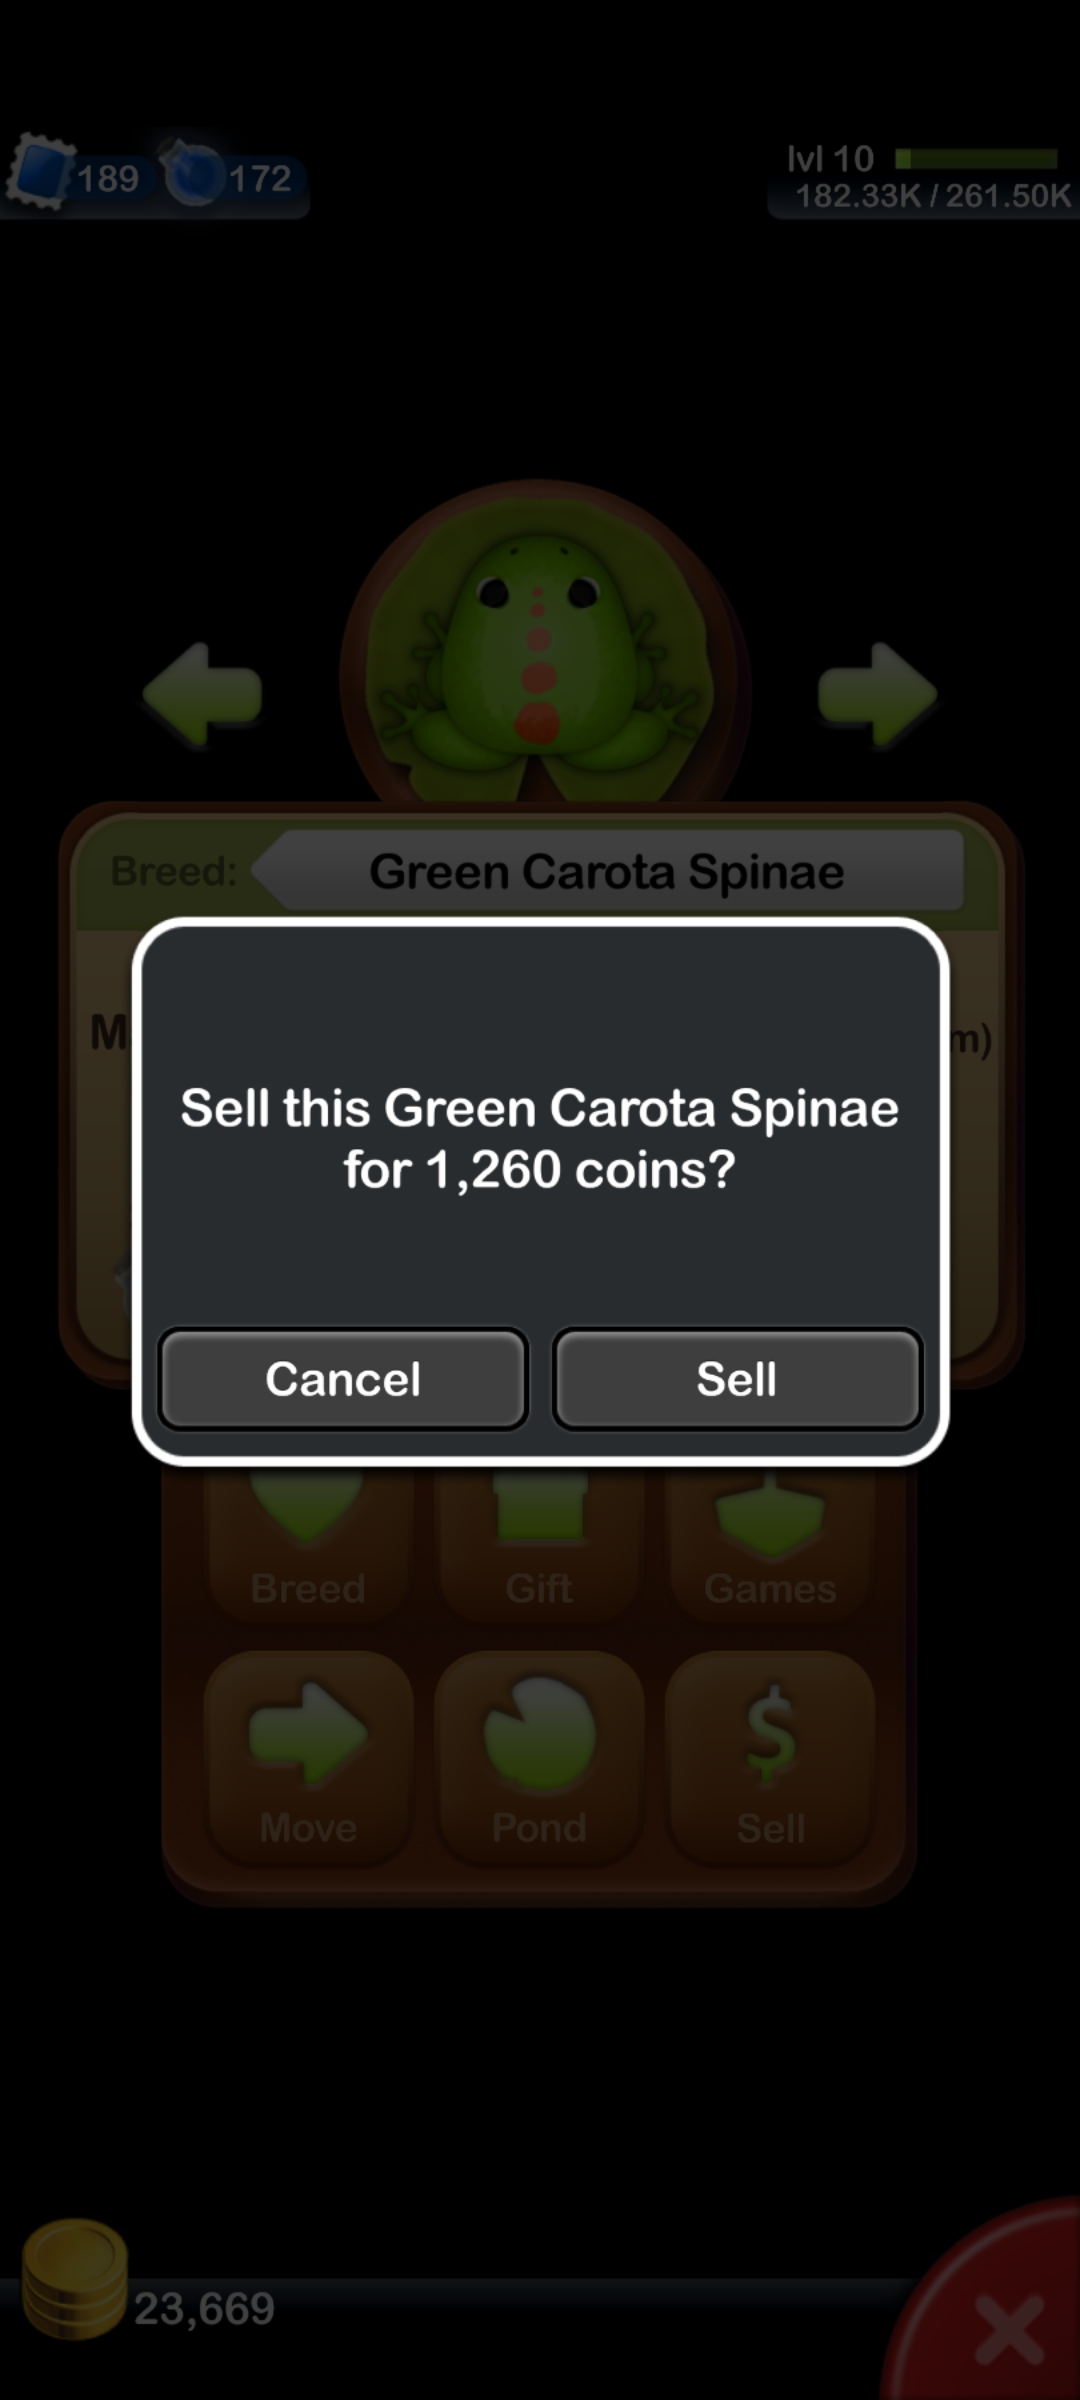 189 172 lvl 10
182.33K / 261.50K
Breed: Green Carota Spinae
Sell this Green Carota Spinae
for 1,260 coins?
Cancel Sell
Breed Gift Games
Move Pond Sell
23,669